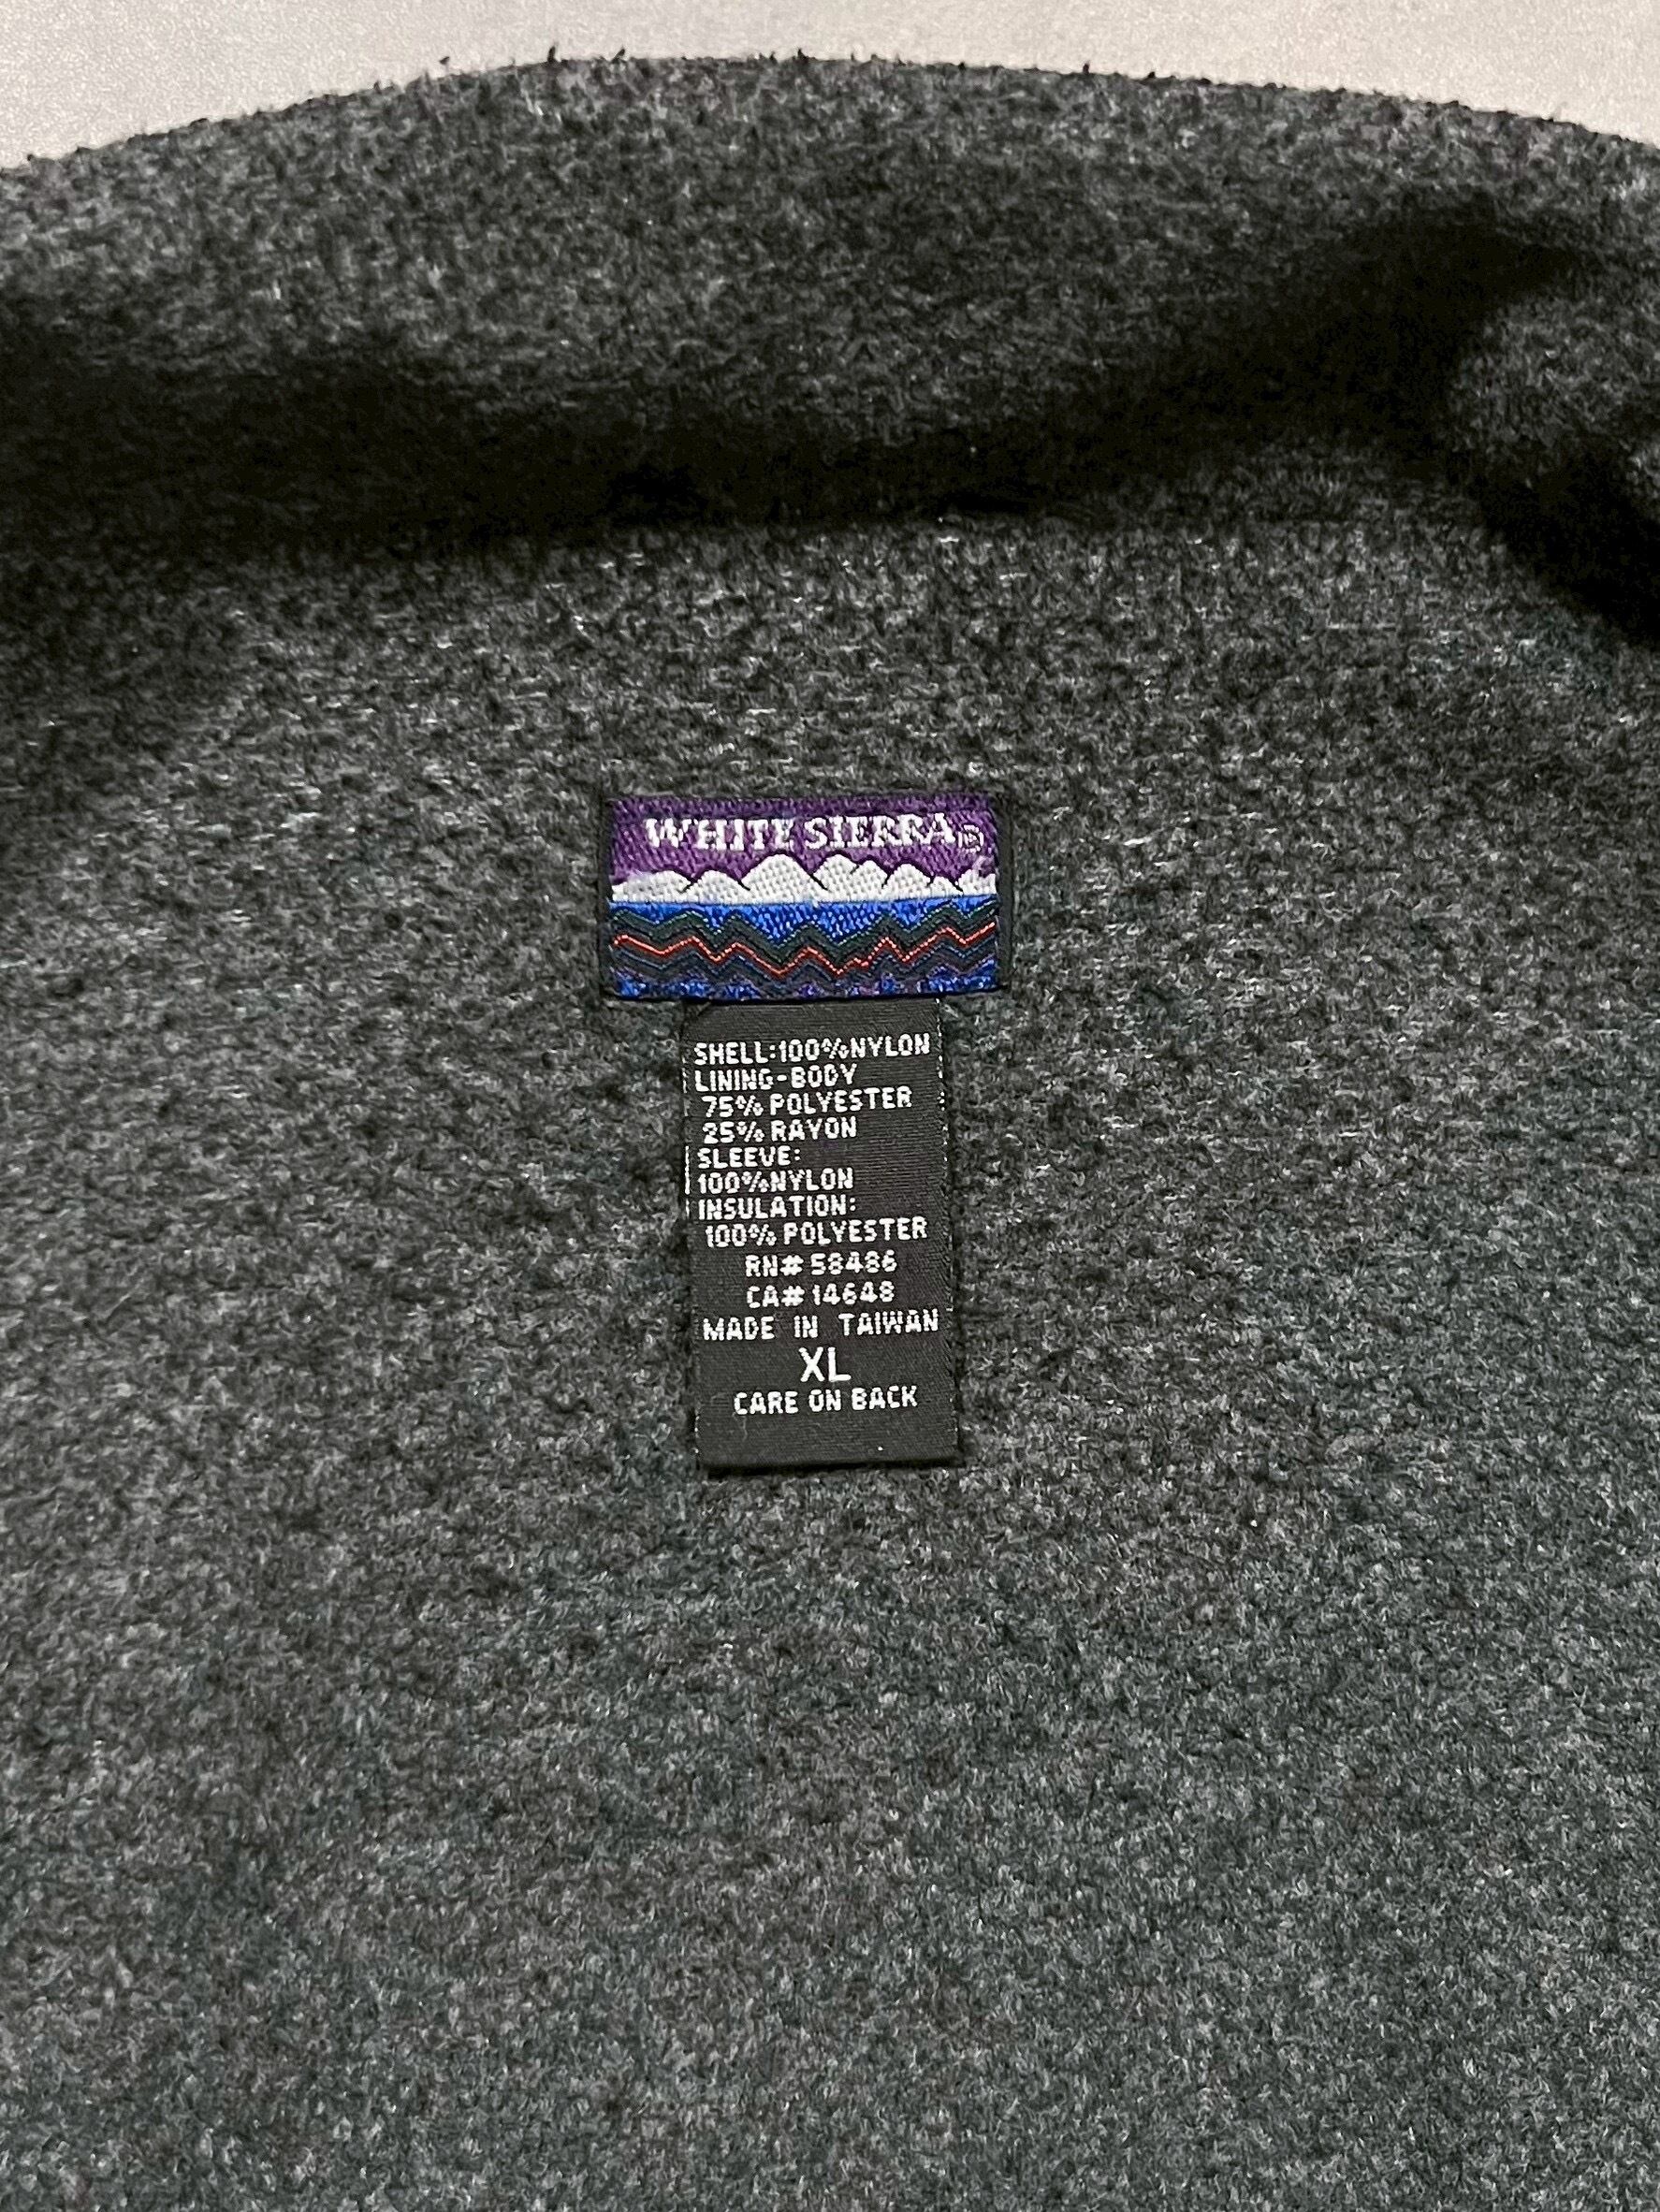 WHITE SIERRA®
SHELL:100%NYLON
LINING-BODY
75% POLYESTER
25% RAYON
SLEEVE:
100%NYLON
INSULATION:
100% POLYESTER
RN# 58486
CA# 14648
MADE IN TAIWAN
XL
CARE ON BACK